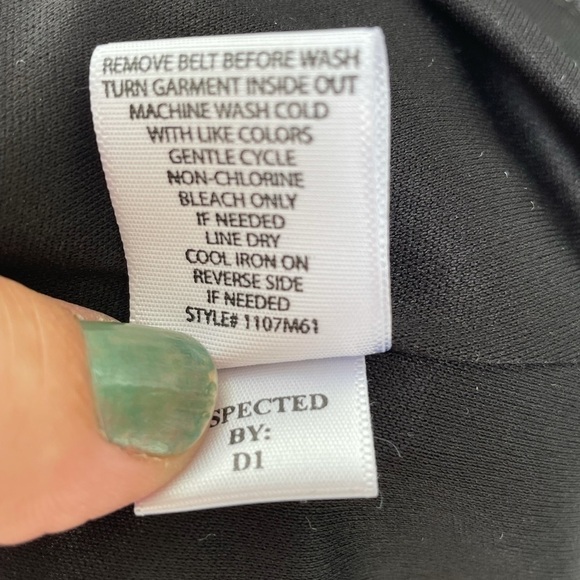 REMOVE BELT BEFORE WASH
TURN GARMENT INSIDE OUT
MACHINE WASH COLD
WITH LIKE COLORS
GENTLE CYCLE
NON-CHLORINE
BLEACH ONLY
IF NEEDED
LINE DRY
COOL IRON ON
REVERSE SIDE
IF NEEDED
STYLE# 1107M61
SPECTED
BY:
D1